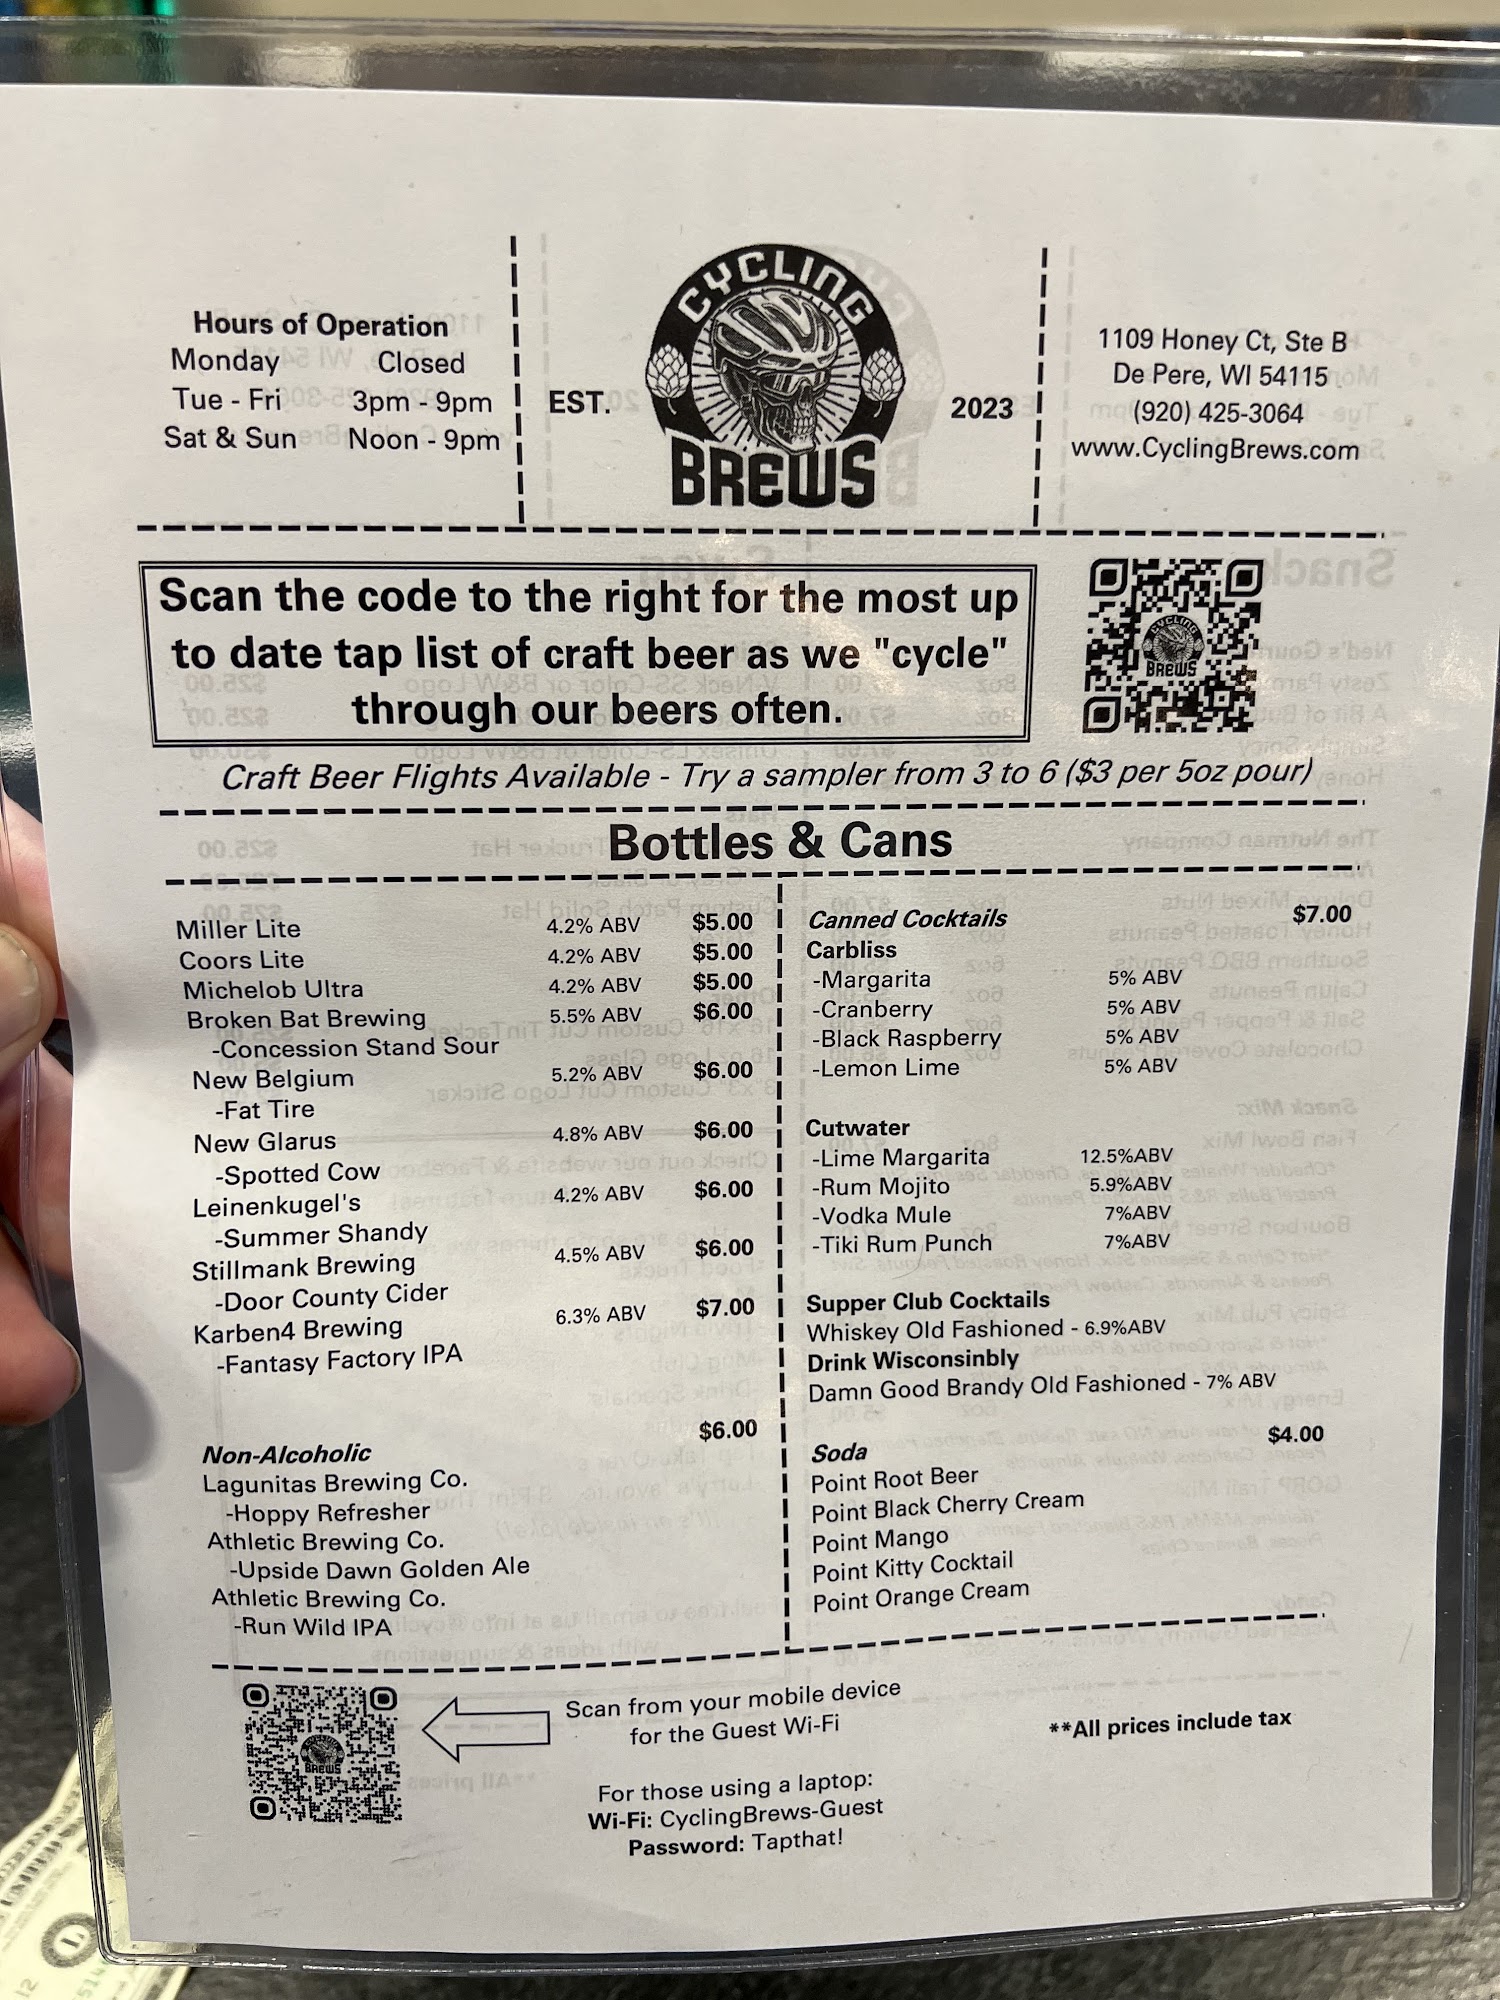 Hours of Operation
Monday Closed
Tue - Fri 3pm - 9pm
Sat & Sun Noon - 9pm
EST.
CYCLING
BREWS
2023
1109 Honey Ct, Ste B
De Pere, WI 54115
(920) 425-3064
www.CyclingBrews.com
Scan the code to the right for the most up
to date tap list of craft beer as we "cycle"
through our beers often.
CYCLING
BREWS
Craft Beer Flights Available - Try a sampler from 3 to 6 ($3 per 5oz pour)
Bottles & Cans
Miller Lite 4.2% ABV $5.00
Coors Lite 4.2% ABV $5.00
Michelob Ultra 4.2% ABV $5.00
Broken Bat Brewing 5.5% ABV $6.00
-Concession Stand Sour
New Belgium 5.2% ABV $6.00
-Fat Tire
New Glarus 4.8% ABV $6.00
-Spotted Cow
Leinenkugel's 4.2% ABV $6.00
-Summer Shandy
Stillmank Brewing 4.5% ABV $6.00
-Door County Cider
Karben4 Brewing 6.3% ABV $7.00
-Fantasy Factory IPA
Non-Alcoholic $6.00
Lagunitas Brewing Co.
-Hoppy Refresher
Athletic Brewing Co.
-Upside Dawn Golden Ale
Athletic Brewing Co.
-Run Wild IPA
Canned Cocktails $7.00
Carbliss
-Margarita 5% ABV
-Cranberry 5% ABV
-Black Raspberry 5% ABV
-Lemon Lime 5% ABV
Cutwater
-Lime Margarita 12.5%ABV
-Rum Mojito 5.9%ABV
-Vodka Mule 7%ABV
-Tiki Rum Punch 7%ABV
Supper Club Cocktails
Whiskey Old Fashioned - 6.9%ABV
Drink Wisconsinbly
Damn Good Brandy Old Fashioned - 7% ABV
Soda $4.00
Point Root Beer
Point Black Cherry Cream
Point Mango
Point Kitty Cocktail
Point Orange Cream
BREWS
Scan from your mobile device
for the Guest Wi-Fi
**All prices include tax
For those using a laptop:
Wi-Fi: CyclingBrews-Guest
Password: Tapthat!